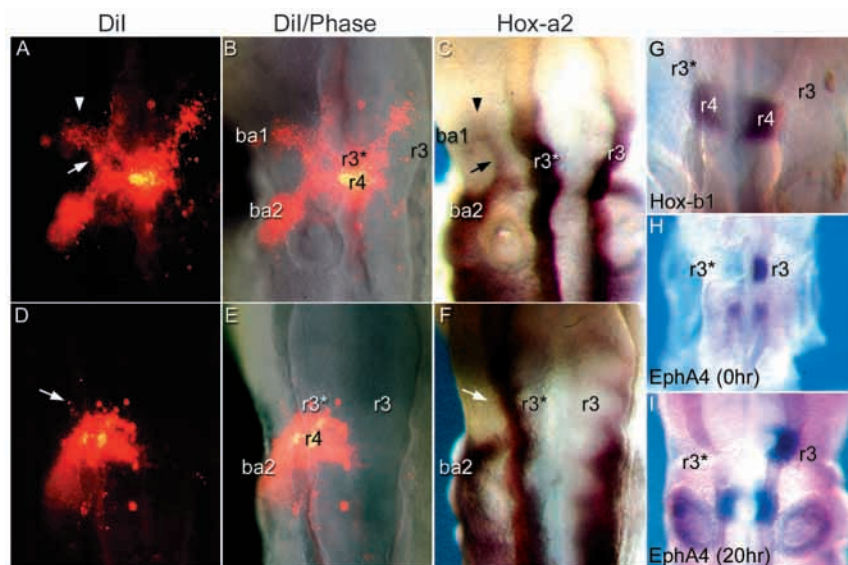 DiI DiI/Phase Hox-a2
A B C G
r3*
r3
r4 r4
ba1 r3* r3 ba1 r3* r3
r4
ba2 ba2
Hox-b1
H
r3* r3
D E F
EphA4 (0hr)
r3* r3 r3* r3
I
r4
r3* r3
ba2 ba2
EphA4 (20hr)